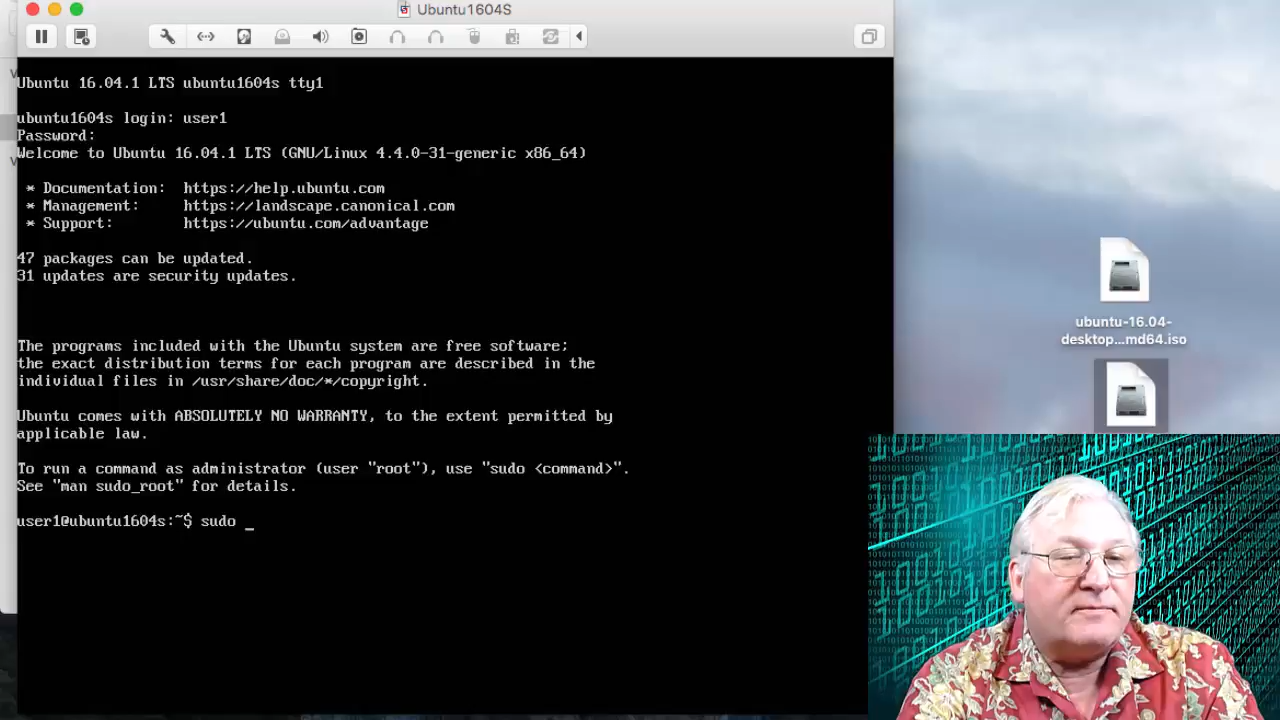 Ubuntu1604S
Ubuntu 16.04.1 LTS ubuntu1604s tty1
ubuntu1604s login: user1
Password:
Welcome to Ubuntu 16.04.1 LTS (GNU/Linux 4.4.0-31-generic x86_64)
* Documentation: https://help.ubuntu.com
* Management: https://landscape.canonical.com
* Support: https://ubuntu.com/advantage
47 packages can be updated.
31 updates are security updates.
The programs included with the Ubuntu system are free software;
the exact distribution terms for each program are described in the
individual files in /usr/share/doc/*/copyright.
Ubuntu comes with ABSOLUTELY NO WARRANTY, to the extent permitted by
applicable law.
To run a command as administrator (user "root"), use "sudo <command>".
See "man sudo_root" for details.
user1@ubuntu1604s:~$ sudo _
ubuntu-16.04-
desktop...md64.iso